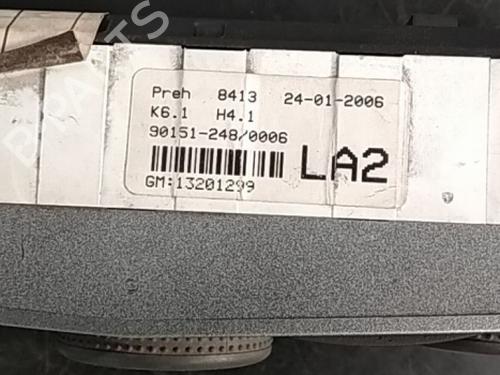 Preh 8413 24-01-2006
K6.1 H4.1
90151-248/0006
LA2
GM:13201299